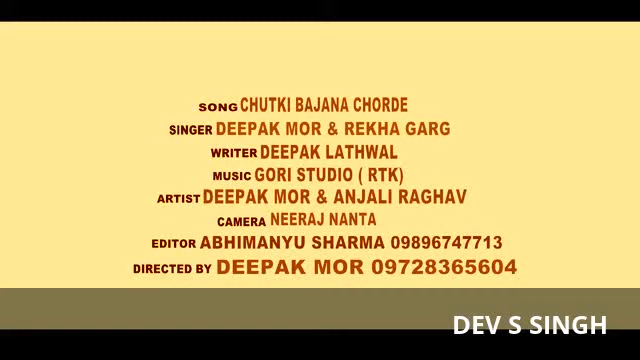 SONG CHUTKI BAJANA CHORDE
SINGER DEEPAK MOR & REKHA GARG
WRITER DEEPAK LATHWAL
MUSIC GORI STUDIO ( RTK)
ARTIST DEEPAK MOR & ANJALI RAGHAV
CAMERA NEERAJ NANTA
EDITOR ABHIMANYU SHARMA 09896747713
DIRECTED BY DEEPAK MOR 09728365604
DEV S SINGH